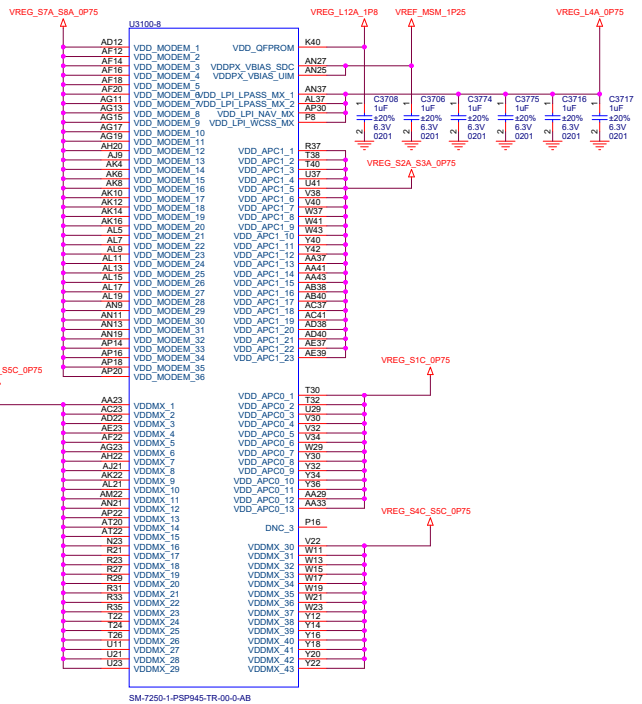 VREG_S7A_S8A_0P75
VREG_L12A_1P8
VREF_MSM_1P25
VREG_L4A_0P75
U3100-8
AD12 VDD_MODEM_1
AF12 VDD_MODEM_2
AF14 VDD_MODEM_3
AF16 VDD_MODEM_4
AF18 VDD_MODEM_5
AF20 VDD_MODEM_6
AG11 VDD_MODEM_7
AG13 VDD_MODEM_8
AG15 VDD_MODEM_9
AG17 VDD_MODEM_10
AG19 VDD_MODEM_11
AH20 VDD_MODEM_12
AJ9 VDD_MODEM_13
AK4 VDD_MODEM_14
AK6 VDD_MODEM_15
AK8 VDD_MODEM_16
AK10 VDD_MODEM_17
AK12 VDD_MODEM_18
AK14 VDD_MODEM_19
AK16 VDD_MODEM_20
AL5 VDD_MODEM_21
AL7 VDD_MODEM_22
AL9 VDD_MODEM_23
AL11 VDD_MODEM_24
AL13 VDD_MODEM_25
AL15 VDD_MODEM_26
AL17 VDD_MODEM_27
AL19 VDD_MODEM_28
AN9 VDD_MODEM_29
AN11 VDD_MODEM_30
AN13 VDD_MODEM_31
AN19 VDD_MODEM_32
AP14 VDD_MODEM_33
AP16 VDD_MODEM_34
AP18 VDD_MODEM_35
AP20 VDD_MODEM_36
S5C_0P75
AA23 VDDMX_1
AC23 VDDMX_2
AD22 VDDMX_3
AE23 VDDMX_4
AF22 VDDMX_5
AG23 VDDMX_6
AH22 VDDMX_7
AJ21 VDDMX_8
AK22 VDDMX_9
AL21 VDDMX_10
AM22 VDDMX_11
AN21 VDDMX_12
AP22 VDDMX_13
AT20 VDDMX_14
AT22 VDDMX_15
N23 VDDMX_16
R21 VDDMX_17
R23 VDDMX_18
R27 VDDMX_19
R29 VDDMX_20
R31 VDDMX_21
R33 VDDMX_22
R35 VDDMX_23
T22 VDDMX_24
T24 VDDMX_25
T26 VDDMX_26
U11 VDDMX_27
U21 VDDMX_28
U23 VDDMX_29
VDD_QFPROM K40
VDDPX_VBIAS_SDC AN27
VDDPX_VBIAS_UIM AN25
VDD_LPI_LPASS_MX_1 AN37
VDD_LPI_LPASS_MX_2 AL37
VDD_LPI_NAV_MX AP30
VDD_LPI_WCSS_MX P8
1 C3708 1uF ±20% 6.3V 2 0201
1 C3706 1uF ±20% 6.3V 2 0201
1 C3774 1uF ±20% 6.3V 2 0201
1 C3775 1uF ±20% 6.3V 2 0201
1 C3716 1uF ±20% 6.3V 2 0201
1 C3717 1uF ±20% 6.3V 2 0201
VREG_S2A_S3A_0P75
VDD_APC1_1 R37
VDD_APC1_2 T38
VDD_APC1_3 T40
VDD_APC1_4 U37
VDD_APC1_5 U41
VDD_APC1_6 V38
VDD_APC1_7 V40
VDD_APC1_8 W37
VDD_APC1_9 W41
VDD_APC1_10 W43
VDD_APC1_11 Y40
VDD_APC1_12 Y42
VDD_APC1_13 AA37
VDD_APC1_14 AA41
VDD_APC1_15 AA43
VDD_APC1_16 AB38
VDD_APC1_17 AB40
VDD_APC1_18 AC37
VDD_APC1_19 AC41
VDD_APC1_20 AD38
VDD_APC1_21 AD40
VDD_APC1_22 AE37
VDD_APC1_23 AE39
VREG_S1C_0P75
VDD_APC0_1 T30
VDD_APC0_2 T32
VDD_APC0_3 U29
VDD_APC0_4 V30
VDD_APC0_5 V32
VDD_APC0_6 V34
VDD_APC0_7 W29
VDD_APC0_8 Y30
VDD_APC0_9 Y32
VDD_APC0_10 Y34
VDD_APC0_11 Y36
VDD_APC0_12 AA29
VDD_APC0_13 AA33
DNC_3 P16
VREG_S4C_S5C_0P75
VDDMX_30 V22
VDDMX_31 W11
VDDMX_32 W13
VDDMX_33 W15
VDDMX_34 W17
VDDMX_35 W19
VDDMX_36 W21
VDDMX_37 W23
VDDMX_38 Y12
VDDMX_39 Y14
VDDMX_40 Y16
VDDMX_41 Y18
VDDMX_42 Y20
VDDMX_43 Y22
SM-7250-1-PSP945-TR-00-0-AB